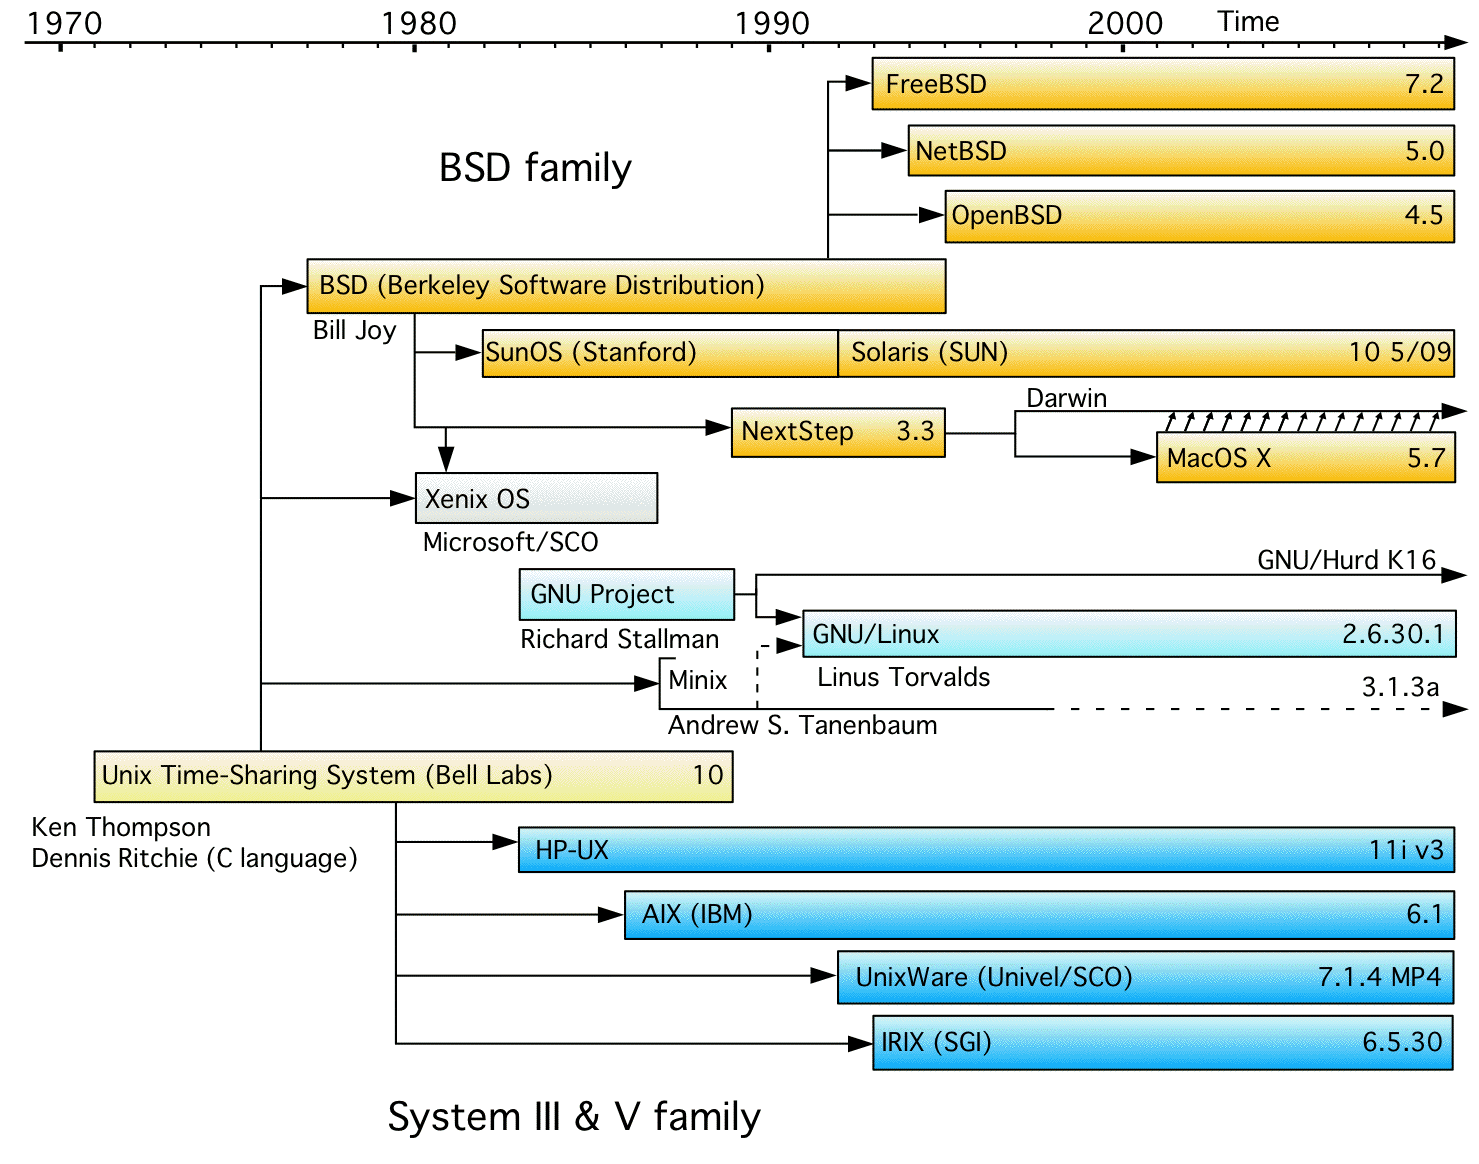 1970 1980 1990 2000 Time
FreeBSD 7.2
NetBSD 5.0
BSD family
OpenBSD 4.5
BSD (Berkeley Software Distribution)
Bill Joy
SunOS (Stanford) Solaris (SUN) 10 5/09
Darwin
NextStep 3.3
MacOS X 5.7
Xenix OS
Microsoft/SCO
GNU/Hurd K16
GNU Project
Richard Stallman
GNU/Linux 2.6.30.1
Linus Torvalds
Minix
3.1.3a
Andrew S. Tanenbaum
Unix Time-Sharing System (Bell Labs) 10
Ken Thompson
Dennis Ritchie (C language)
HP-UX 11i v3
AIX (IBM) 6.1
UnixWare (Univel/SCO) 7.1.4 MP4
IRIX (SGI) 6.5.30
System III & V family